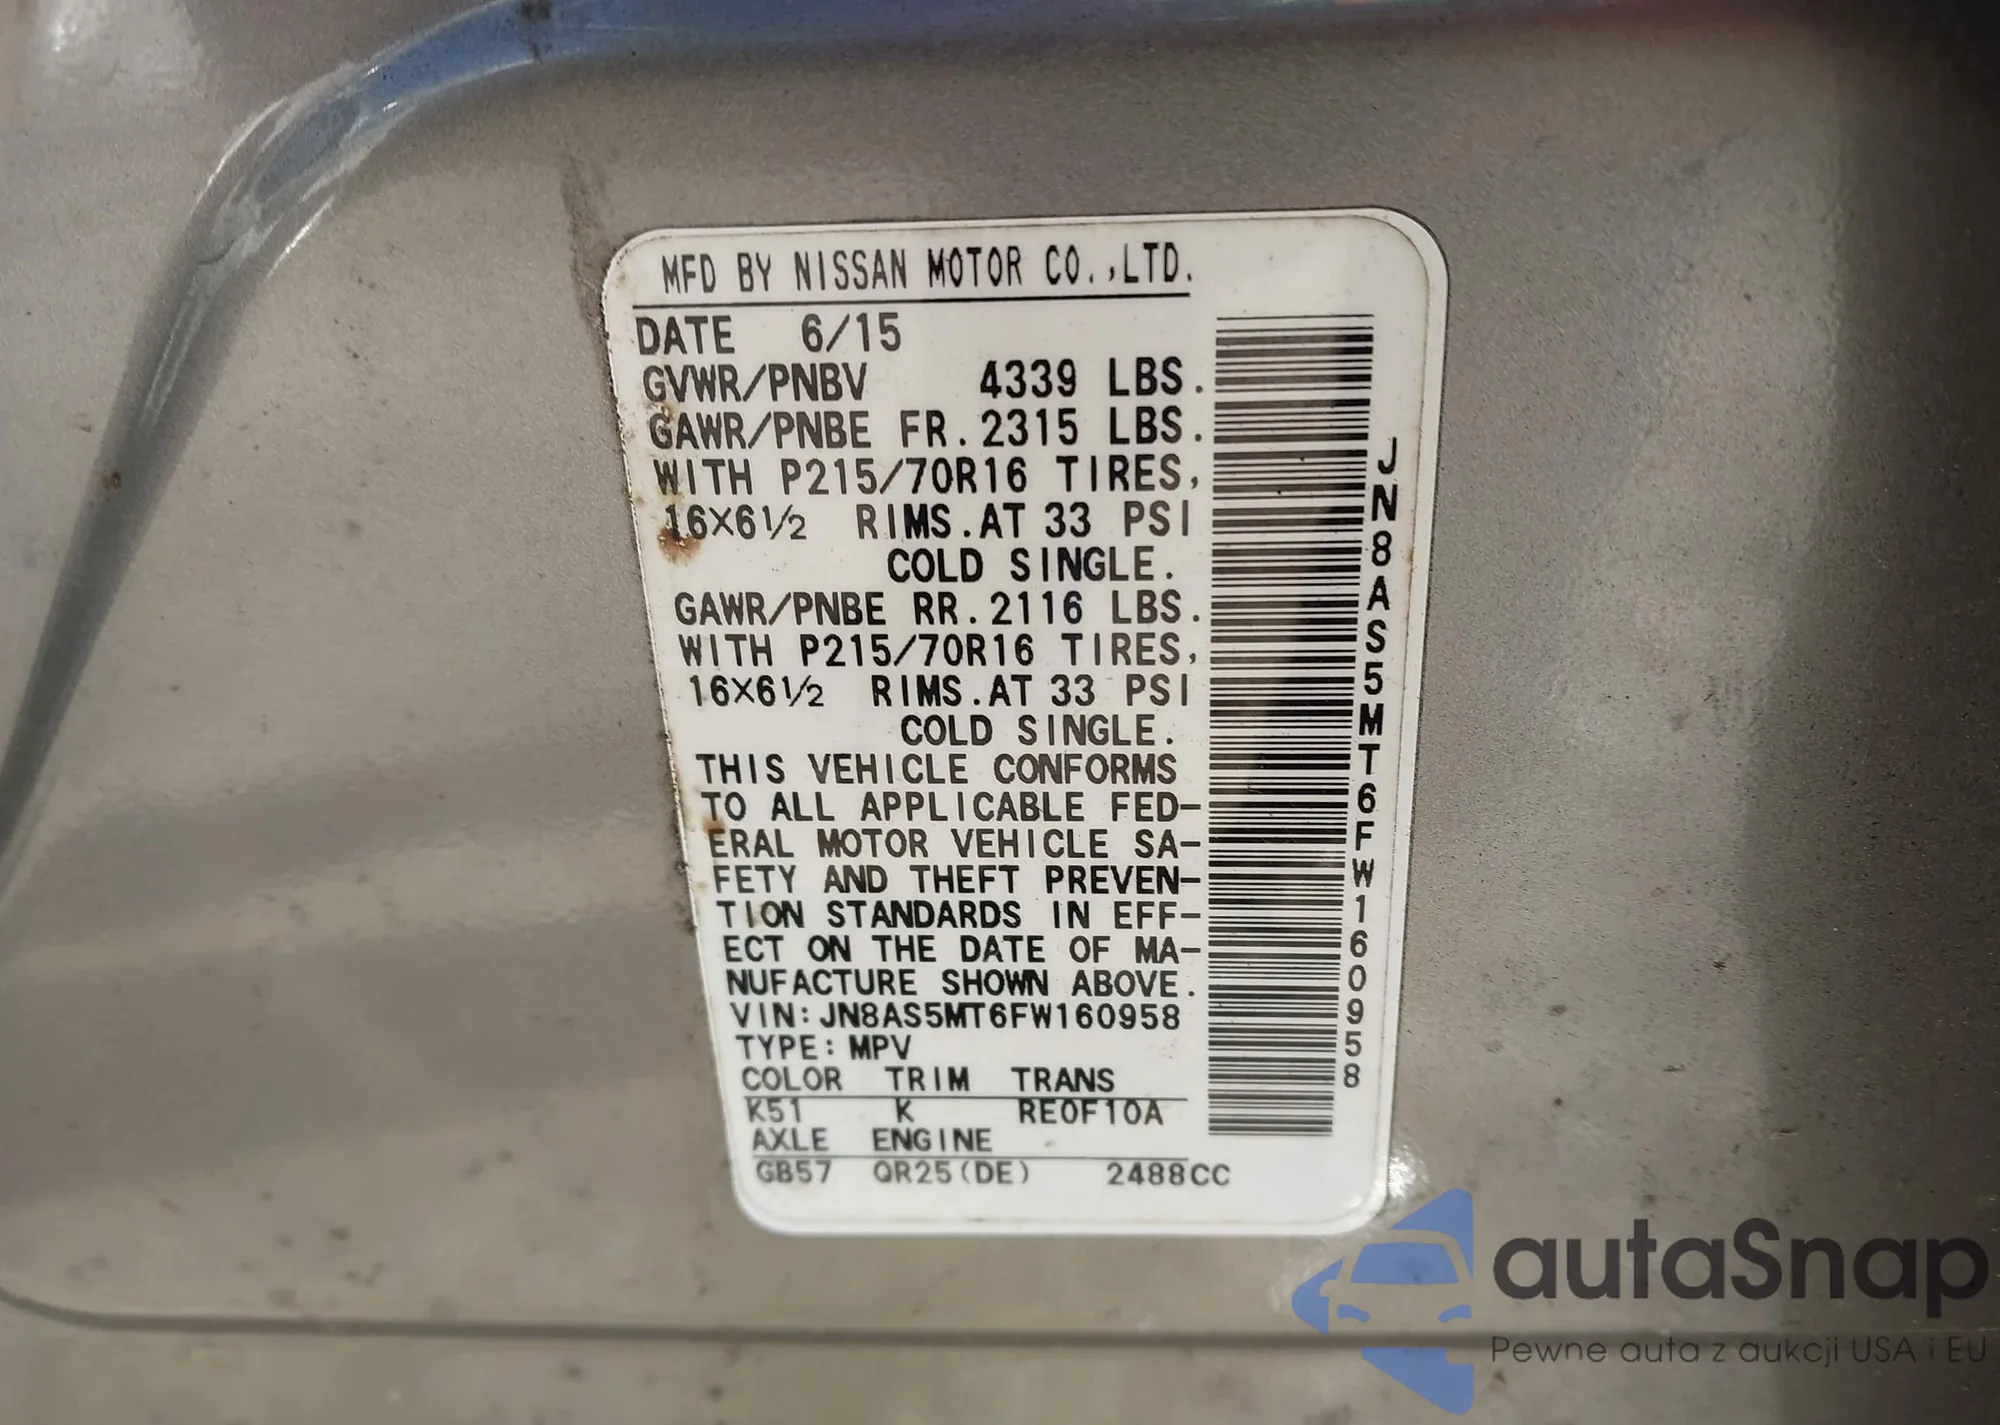 MFD BY NISSAN MOTOR CO.,LTD.
DATE 6/15
GVWR/PNBV 4339 LBS.
GAWR/PNBE FR.2315 LBS.
WITH P215/70R16 TIRES,
16X6½ RIMS.AT 33 PSI
COLD SINGLE.
GAWR/PNBE RR.2116 LBS.
WITH P215/70R16 TIRES,
16X6½ RIMS.AT 33 PSI
COLD SINGLE.
THIS VEHICLE CONFORMS
TO ALL APPLICABLE FED-
ERAL MOTOR VEHICLE SA-
FETY AND THEFT PREVEN-
TION STANDARDS IN EFF-
ECT ON THE DATE OF MA-
NUFACTURE SHOWN ABOVE.
VIN:JN8AS5MT6FW160958
TYPE:MPV
COLOR TRIM TRANS
K51 K RE0F10A
AXLE ENGINE
GB57 QR25(DE) 2488CC
JN8AS5MT6FW160958
autaSnap
Pewne auta z aukcji USA i EU